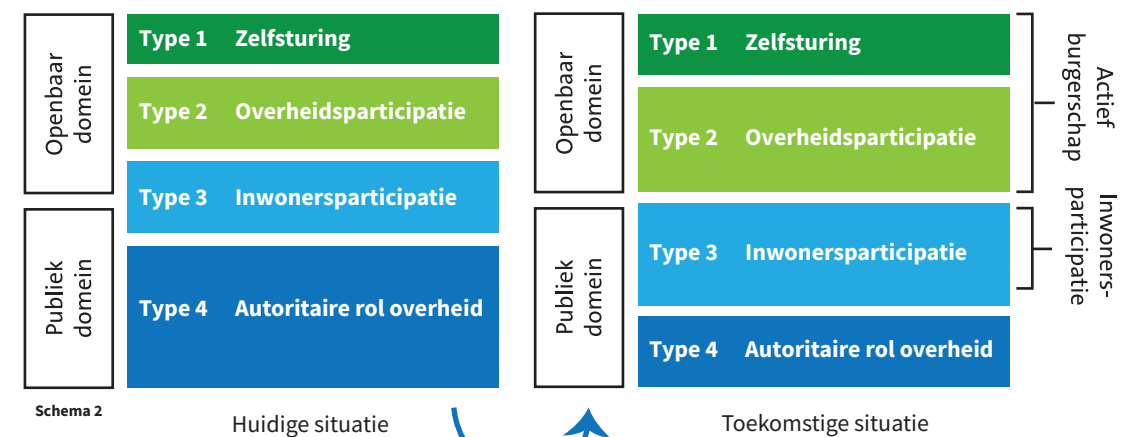 Openbaar
domein
Type 1 Zelfsturing
Type 2 Overheidsparticipatie
Type 3 Inwonersparticipatie
Publiek
domein
Type 4 Autoritaire rol overheid
Schema 2
Huidige situatie
Openbaar
domein
Type 1 Zelfsturing
Type 2 Overheidsparticipatie
Actief
burgerschap
Publiek
domein
Type 3 Inwonersparticipatie
Type 4 Autoritaire rol overheid
Inwoners-
participatie
Toekomstige situatie